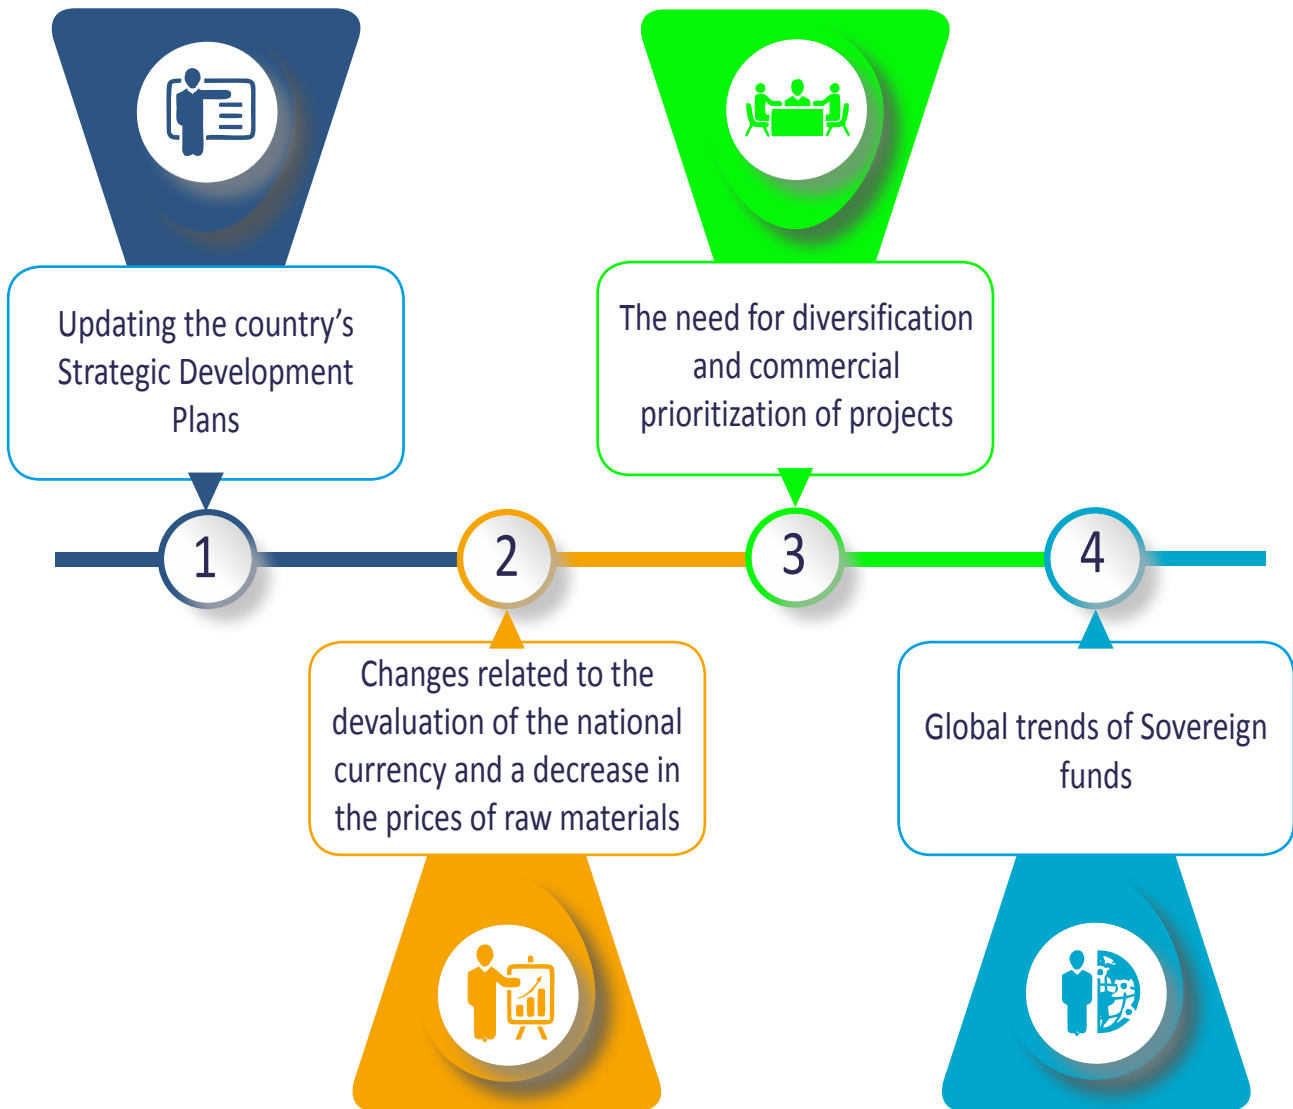 Updating the country’s
Strategic Development
Plans
The need for diversification
and commercial
prioritization of projects
1
2
3
4
Changes related to the
devaluation of the national
currency and a decrease in
the prices of raw materials
Global trends of Sovereign
funds